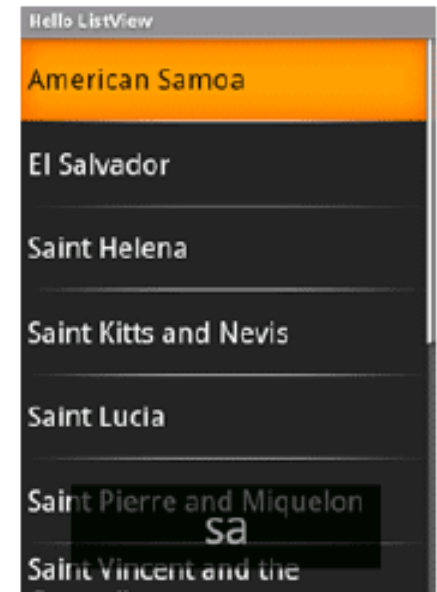 Hello ListView
American Samoa
El Salvador
Saint Helena
Saint Kitts and Nevis
Saint Lucia
Saint Pierre and Miquelon
sa
Saint Vincent and the